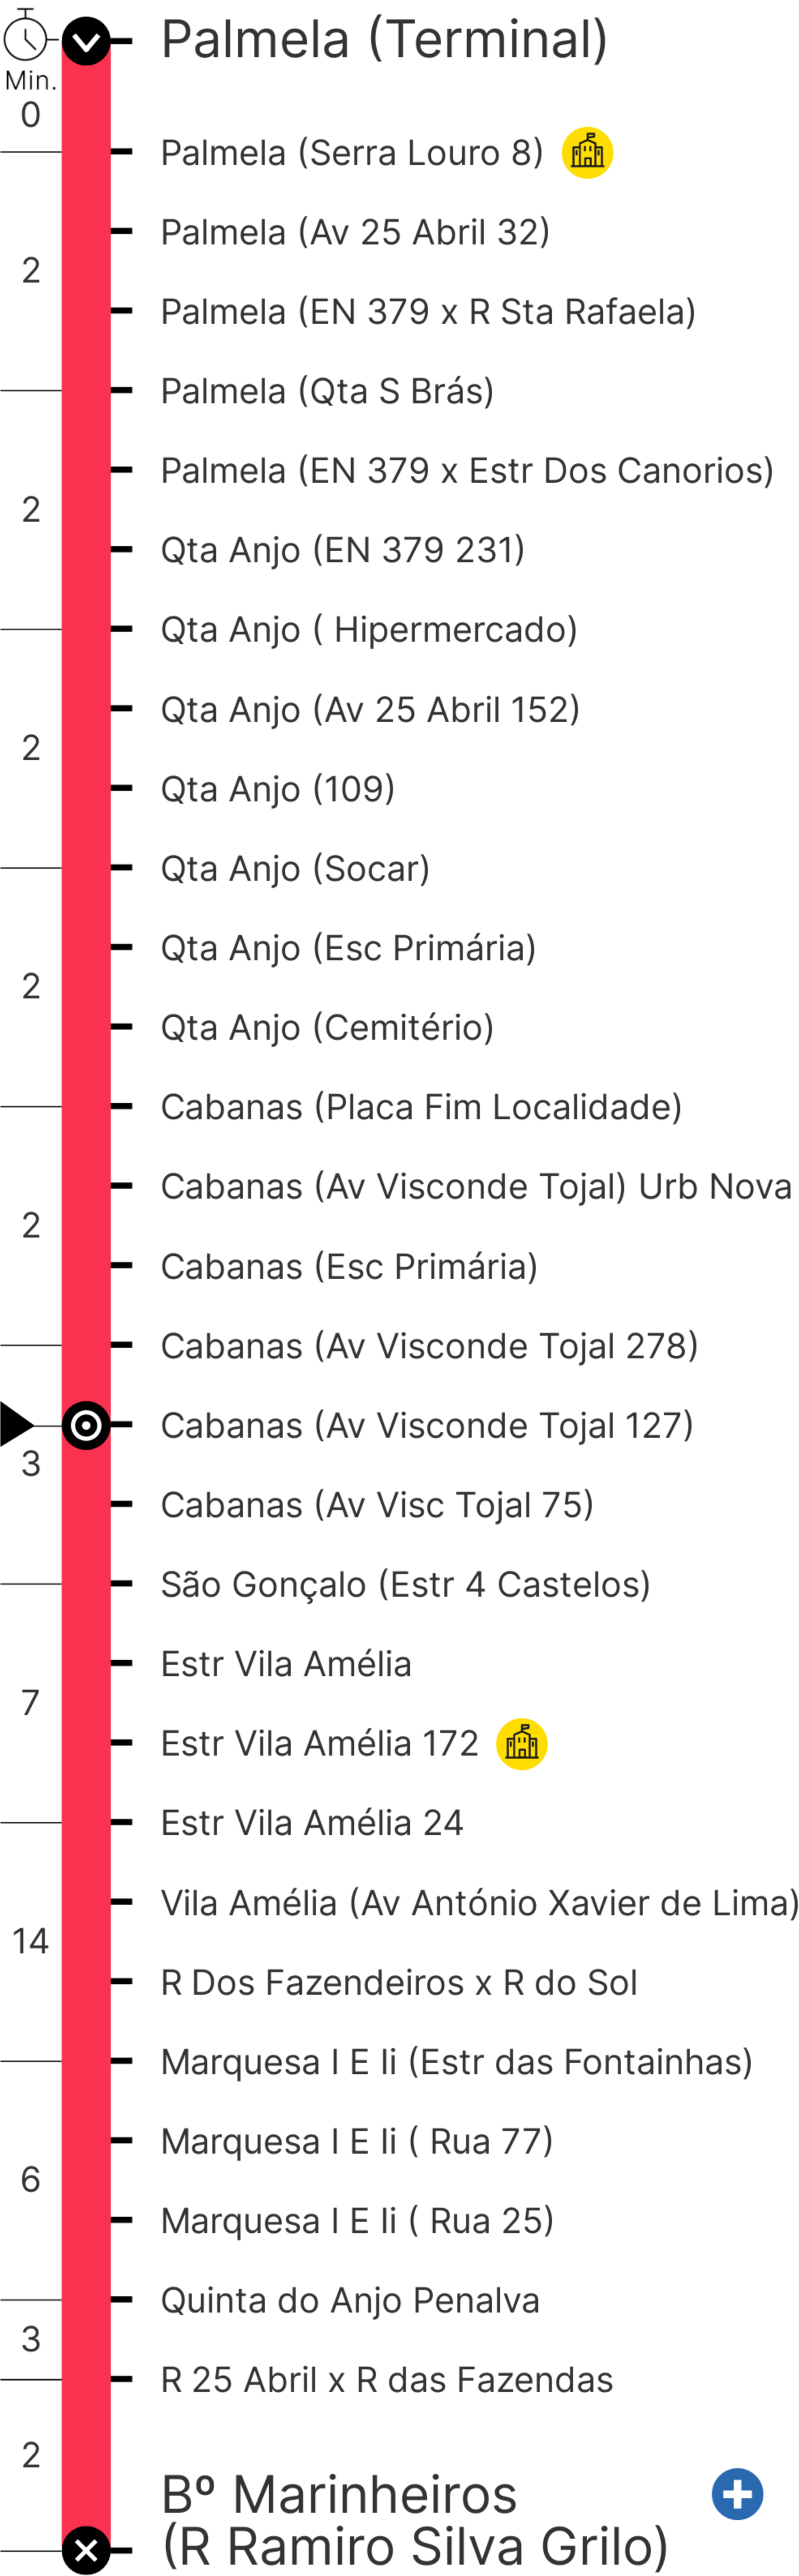 Palmela (Terminal)
Min.
0
Palmela (Serra Louro 8)
Palmela (Av 25 Abril 32)
2
Palmela (EN 379 x R Sta Rafaela)
Palmela (Qta S Brás)
Palmela (EN 379 x Estr Dos Canorios)
2
Qta Anjo (EN 379 231)
Qta Anjo ( Hipermercado)
Qta Anjo (Av 25 Abril 152)
2
Qta Anjo (109)
Qta Anjo (Socar)
Qta Anjo (Esc Primária)
2
Qta Anjo (Cemitério)
Cabanas (Placa Fim Localidade)
Cabanas (Av Visconde Tojal) Urb Nova
2
Cabanas (Esc Primária)
Cabanas (Av Visconde Tojal 278)
Cabanas (Av Visconde Tojal 127)
3
Cabanas (Av Visc Tojal 75)
São Gonçalo (Estr 4 Castelos)
Estr Vila Amélia
7
Estr Vila Amélia 172
Estr Vila Amélia 24
Vila Amélia (Av António Xavier de Lima)
14
R Dos Fazendeiros x R do Sol
Marquesa I E Ii (Estr das Fontainhas)
Marquesa I E Ii ( Rua 77)
6
Marquesa I E Ii ( Rua 25)
Quinta do Anjo Penalva
3
R 25 Abril x R das Fazendas
2
Bº Marinheiros
(R Ramiro Silva Grilo)